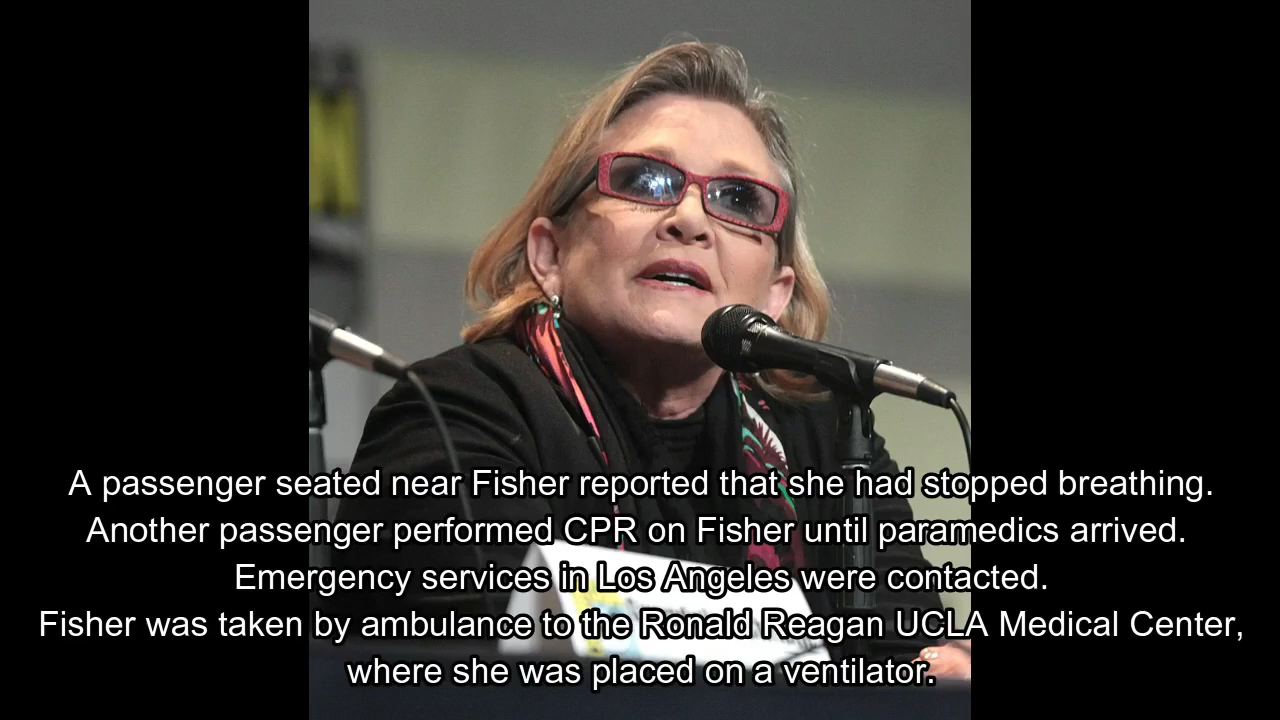 A passenger seated near Fisher reported that she had stopped breathing.
Another passenger performed CPR on Fisher until paramedics arrived.
Emergency services in Los Angeles were contacted.
Fisher was taken by ambulance to the Ronald Reagan UCLA Medical Center,
where she was placed on a ventilator.